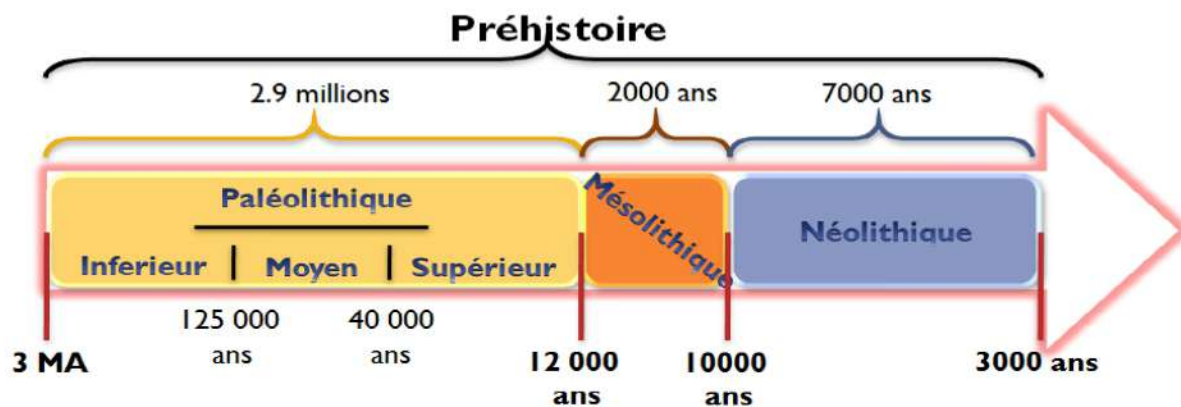 Préhistoire
2.9 millions
2000 ans
7000 ans
Paléolithique
Inferieur
Moyen
Supérieur
Mésolithique
Néolithique
125 000
ans
40 000
ans
3 MA
12 000
ans
10000
ans
3000 ans